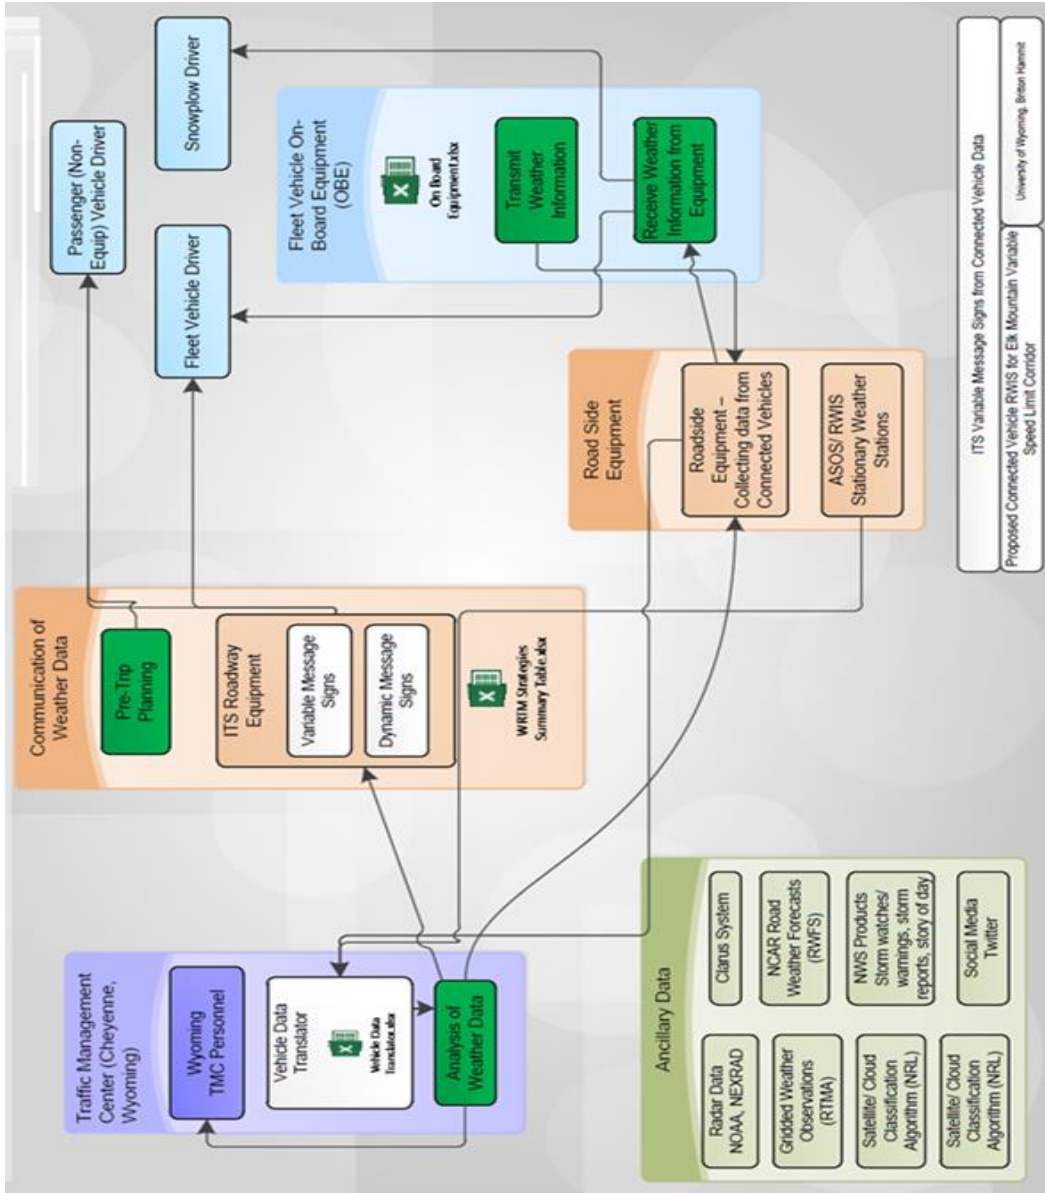 Traffic Management
Center (Cheyenne,
Wyoming)
Wyoming
TMC Personnel
Vehicle Data
Translator
Vehicle Data
Translator.xlsx
Analysis of
Weather Data
Communication of
Weather Data
Pre-Trip
Planning
ITS Roadway
Equipment
Variable Message
Signs
Dynamic Message
Signs
WRTM Strategies
Summary Table.xlsx
Passenger (Non-
Equip) Vehicle Driver
Fleet Vehicle Driver
Snowplow Driver
Fleet Vehicle On-
Board Equipment
(OBE)
On Board
Equipment.xlsx
Transmit
Weather
Information
Receive Weather
Information from
Equipment
Road Side
Equipment
Roadside
Equipment –
Collecting data from
Connected Vehicles
ASOS/ RWIS
Stationary Weather
Stations
Ancillary Data
Radar Data
NOAA, NEXRAD
Clarus System
Gridded Weather
Observations
(RTMA)
NCAR Road
Weather Forecasts
(RWFS)
Satellite/ Cloud
Classification
Algorithm (NRL)
NWS Products
Storm watches/
warnings, storm
reports, story of day
Satellite/ Cloud
Classification
Algorithm (NRL)
Social Media
Twitter
ITS Variable Message Signs from Connected Vehicle Data
Proposed Connected Vehicle RWIS for Elk Mountain Variable
Speed Limit Corridor
University of Wyoming, Britton Hammit